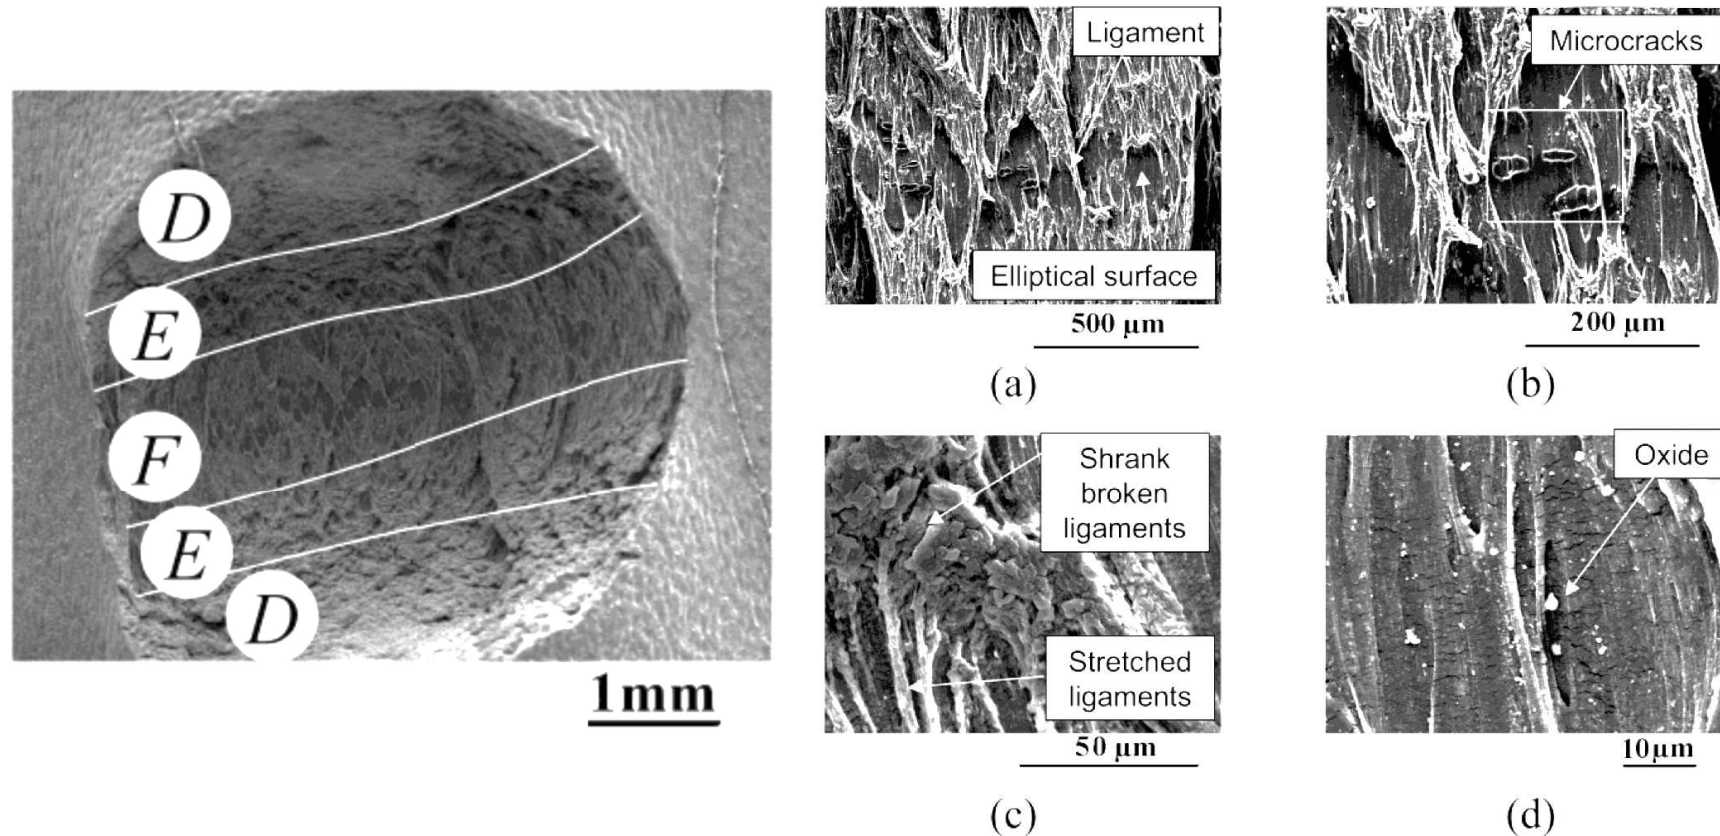 D
E
F
E
D
1mm
Ligament
Elliptical surface
500 µm
(a)
Microcracks
200 µm
(b)
Shrank
broken
ligaments
Stretched
ligaments
50 µm
(c)
Oxide
10µm
(d)